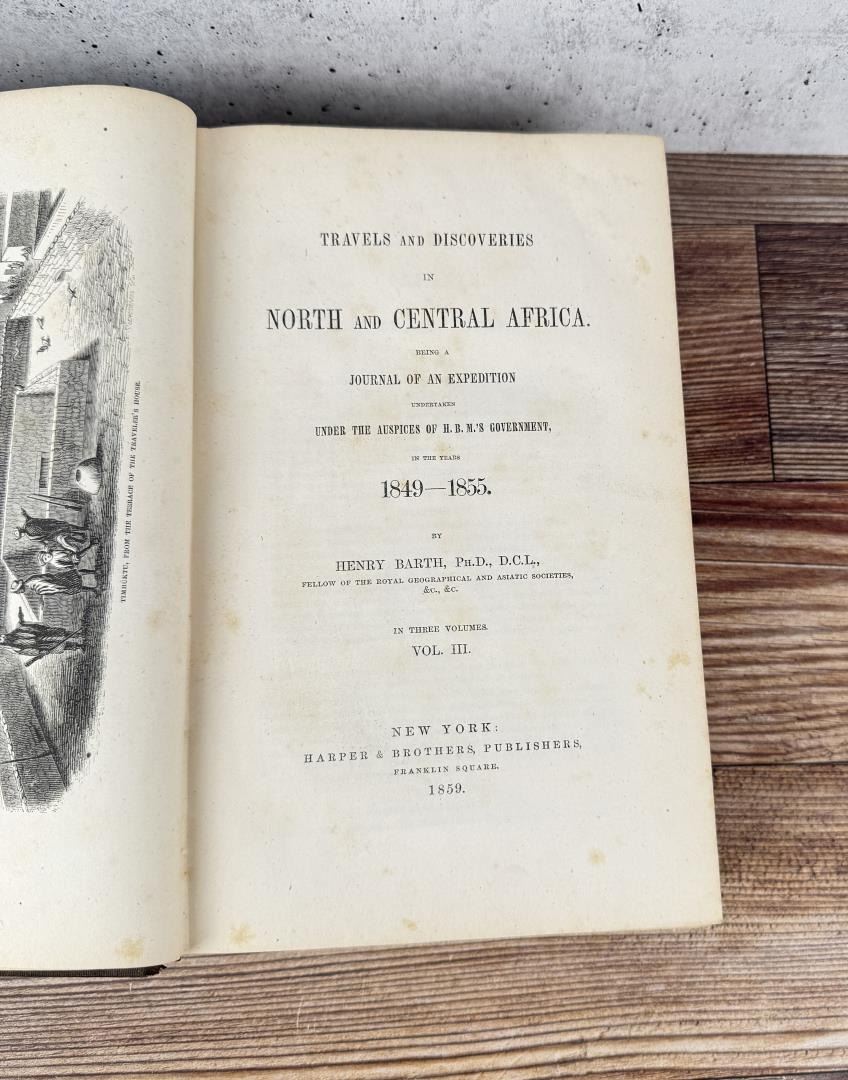 TIMBÚKTU, FROM THE TERRACE OF THE TRAVELER'S HOUSE.
TRAVELS AND DISCOVERIES
IN
NORTH AND CENTRAL AFRICA.
BEING A
JOURNAL OF AN EXPEDITION
UNDERTAKEN
UNDER THE AUSPICES OF H.B.M.'S GOVERNMENT,
IN THE YEARS
1849—1855.
BY
HENRY BARTH, PH.D., D.C.L.,
FELLOW OF THE ROYAL GEOGRAPHICAL AND ASIATIC SOCIETIES,
&C., &C.
IN THREE VOLUMES.
VOL. III.
NEW YORK:
HARPER & BROTHERS, PUBLISHERS,
FRANKLIN SQUARE.
1859.